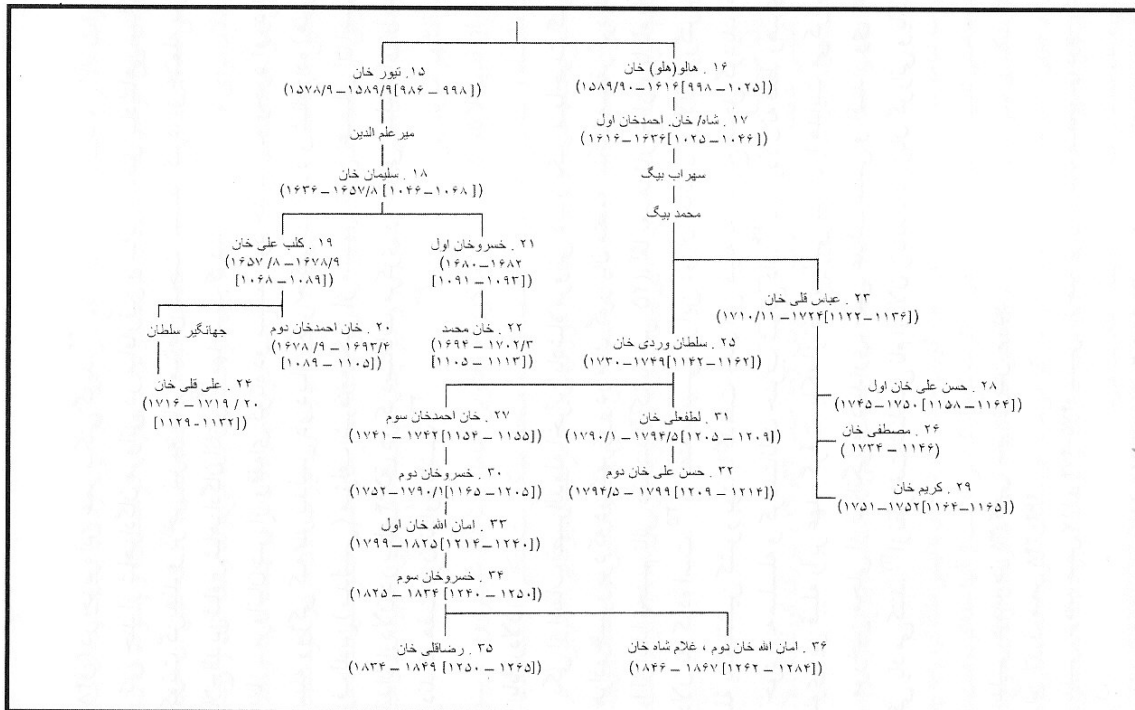 ۱۶ . هالو(هلو) خان
(۱۵۸۹/۹۰–۱۶۱۶[۹۹۸–۱۰۲۵])
۱۵. تیور خان
(۱۵۷۸/۹–۱۵۸۹/۹[۹۸۶ – ۹۹۸])
۱۷ . شاه/ خان. احمدخان اول
(۱۶۱۶–۱۶۳۶[۱۰۲۵ – ۱۰۴۶])
میر علم الدین
سهراب بیگ
۱۸ . سلیمان خان
(۱۶۳۶ – ۱۶۵۷/۸ [۱۰۴۶ – ۱۰۶۸])
محمد بیگ
۲۱ . خسروخان اول
(۱۶۸۰–۱۶۸۲
[۱۰۹۱ – ۱۰۹۳])
۱۹ . کلب علی خان
(۱۶۵۷/ ۸ – ۱۶۷۸/۹
[۱۰۶۸ – ۱۰۸۹])
۲۳ . عباس قلی خان
(۱۷۱۰/۱۱ – ۱۷۲۴[۱۱۲۲–۱۱۳۶])
۲۵ . سلطان وردی خان
(۱۷۳۰–۱۷۴۹[۱۱۴۲–۱۱۶۲])
۲۲ . خان محمد
(۱۶۹۴ – ۱۷۰۲/۳
[۱۱۰۵ – ۱۱۱۳])
۲۰ . خان احمدخان دوم
(۱۶۷۸ /۹ – ۱۶۹۳/۴
[۱۰۸۹ – ۱۱۰۵])
جهانگیر سلطان
۲۴ . علی قلی خان
(۱۷۱۶ – ۱۷۱۹ / ۲۰
[۱۱۲۹-۱۱۳۲])
۲۸ . حسن علی خان اول
(۱۷۴۵–۱۷۵۰ [۱۱۵۸ – ۱۱۶۴])
۳۱ . لطفعلی خان
(۱۷۹۰/۱ – ۱۷۹۴/۵[۱۲۰۵ – ۱۲۰۹])
۲۷ . خان احمدخان سوم
(۱۷۴۱ – ۱۷۴۲[۱۱۵۴ – ۱۱۵۵])
۲۶ . مصطفی خان
( ۱۷۳۴ – ۱۱۴۶)
۳۲ . حسن علی خان دوم
(۱۷۹۴/۵ – ۱۷۹۹ [۱۲۰۹ – ۱۲۱۴])
۳۰ . خسروخان دوم
(۱۷۵۲–۱۷۹۰/۱[۱۱۶۵ – ۱۲۰۵])
۲۹ . کریم خان
(۱۷۵۱–۱۷۵۲[۱۱۶۴–۱۱۶۵])
۳۳ . امان الله خان اول
(۱۷۹۹–۱۸۲۵[۱۲۱۴–۱۲۴۰])
۳۴ . خسروخان سوم
(۱۸۲۵ – ۱۸۳۴ [۱۲۴۰ – ۱۲۵۰])
۳۶ . امان الله خان دوم ، غلام شاه خان
(۱۸۴۶ – ۱۸۶۷ [۱۲۶۲ – ۱۲۸۴])
۳۵ . رضاقلی خان
(۱۸۳۴ – ۱۸۴۹ [۱۲۵۰ – ۱۲۶۵])